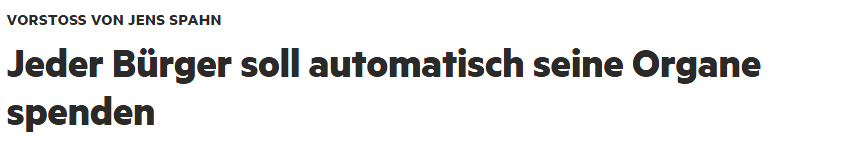 VORSTOSS VON JENS SPAHN
Jeder Bürger soll automatisch seine Organe
spenden